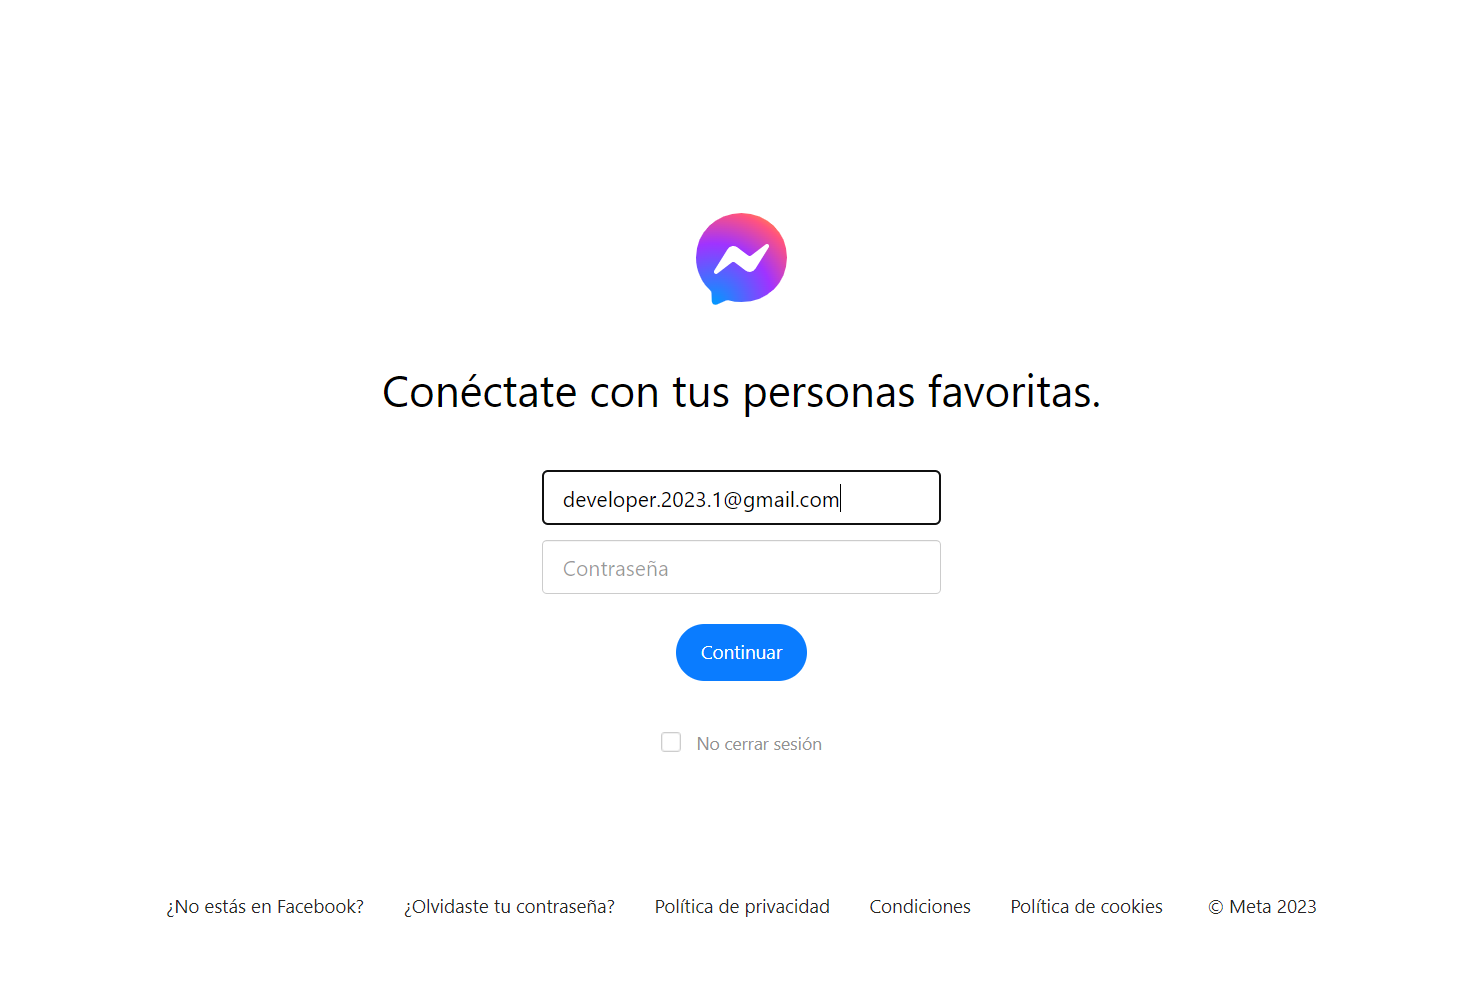 Conéctate con tus personas favoritas.
developer.2023.1@gmail.com
Contraseña
Continuar
No cerrar sesión
¿No estás en Facebook? ¿Olvidaste tu contraseña? Política de privacidad Condiciones Política de cookies © Meta 2023